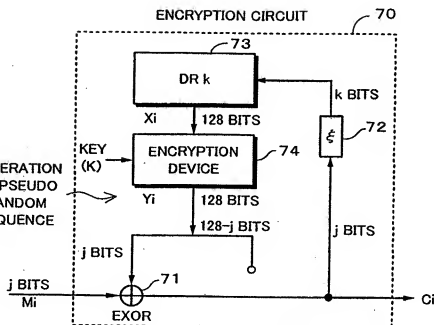 ENCRYPTION CIRCUIT
70
73
DR k
k BITS
Xi
128 BITS
ξ
72
KEY
(K)
ENCRYPTION
DEVICE
74
ERATION
PSEUDO
ANDOM
QUENCE
Yi
128 BITS
128-j BITS
j BITS
j BITS
71
j BITS
Mi
EXOR
Ci